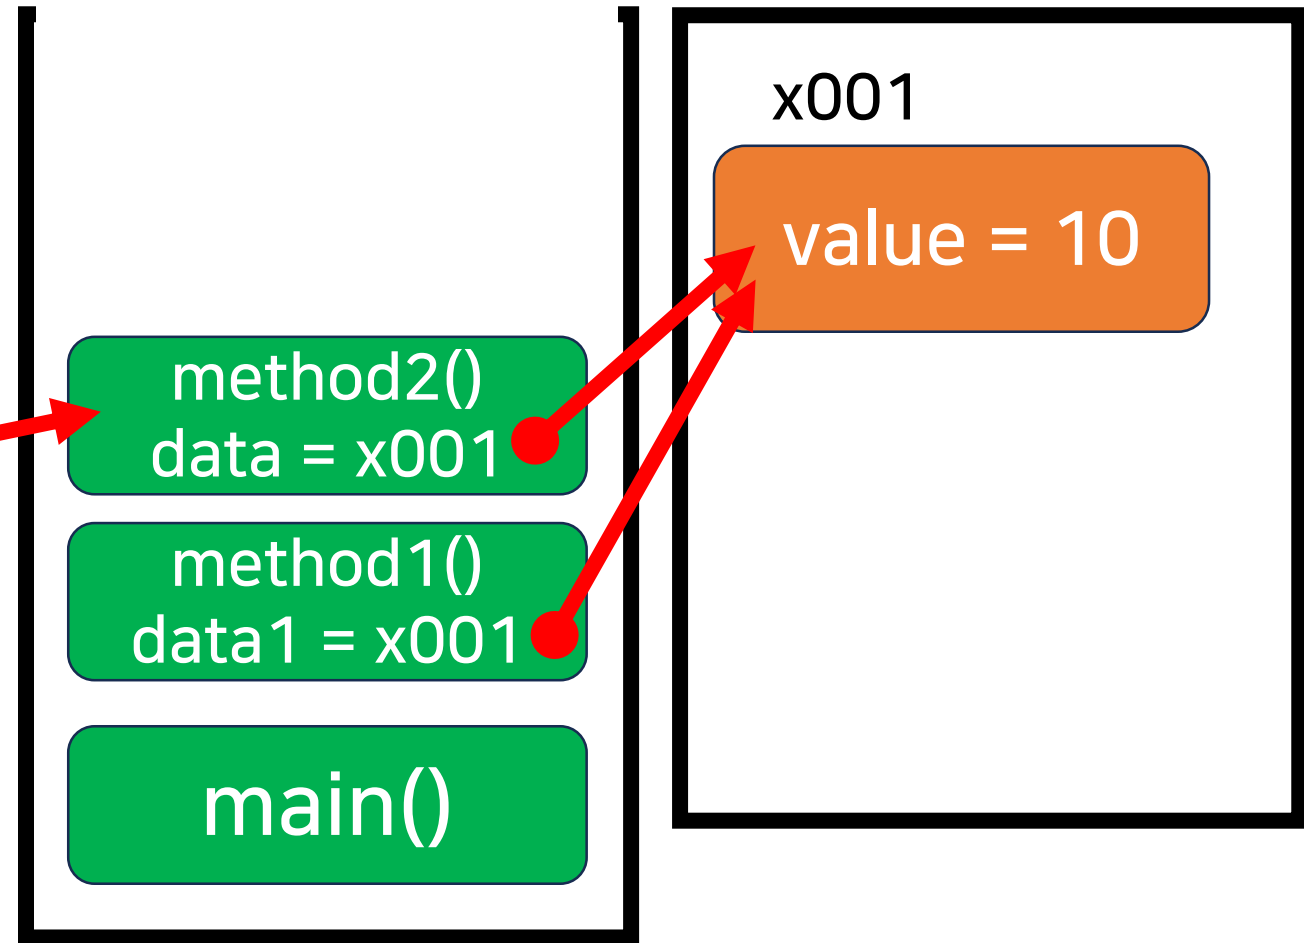 x001
value = 10
method2()
data = x001
method1()
data1 = x001
main()